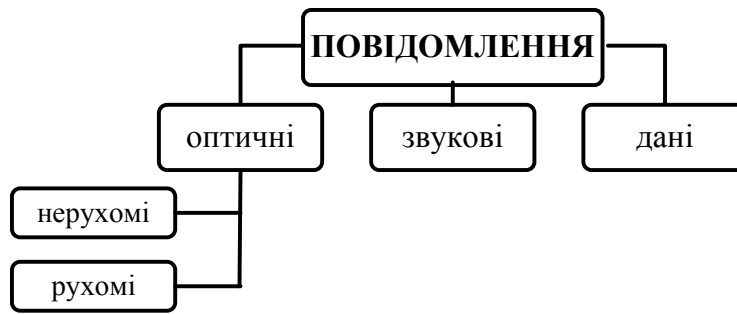 ПОВІДОМЛЕННЯ
оптичні
звукові
дані
нерухомі
рухомі